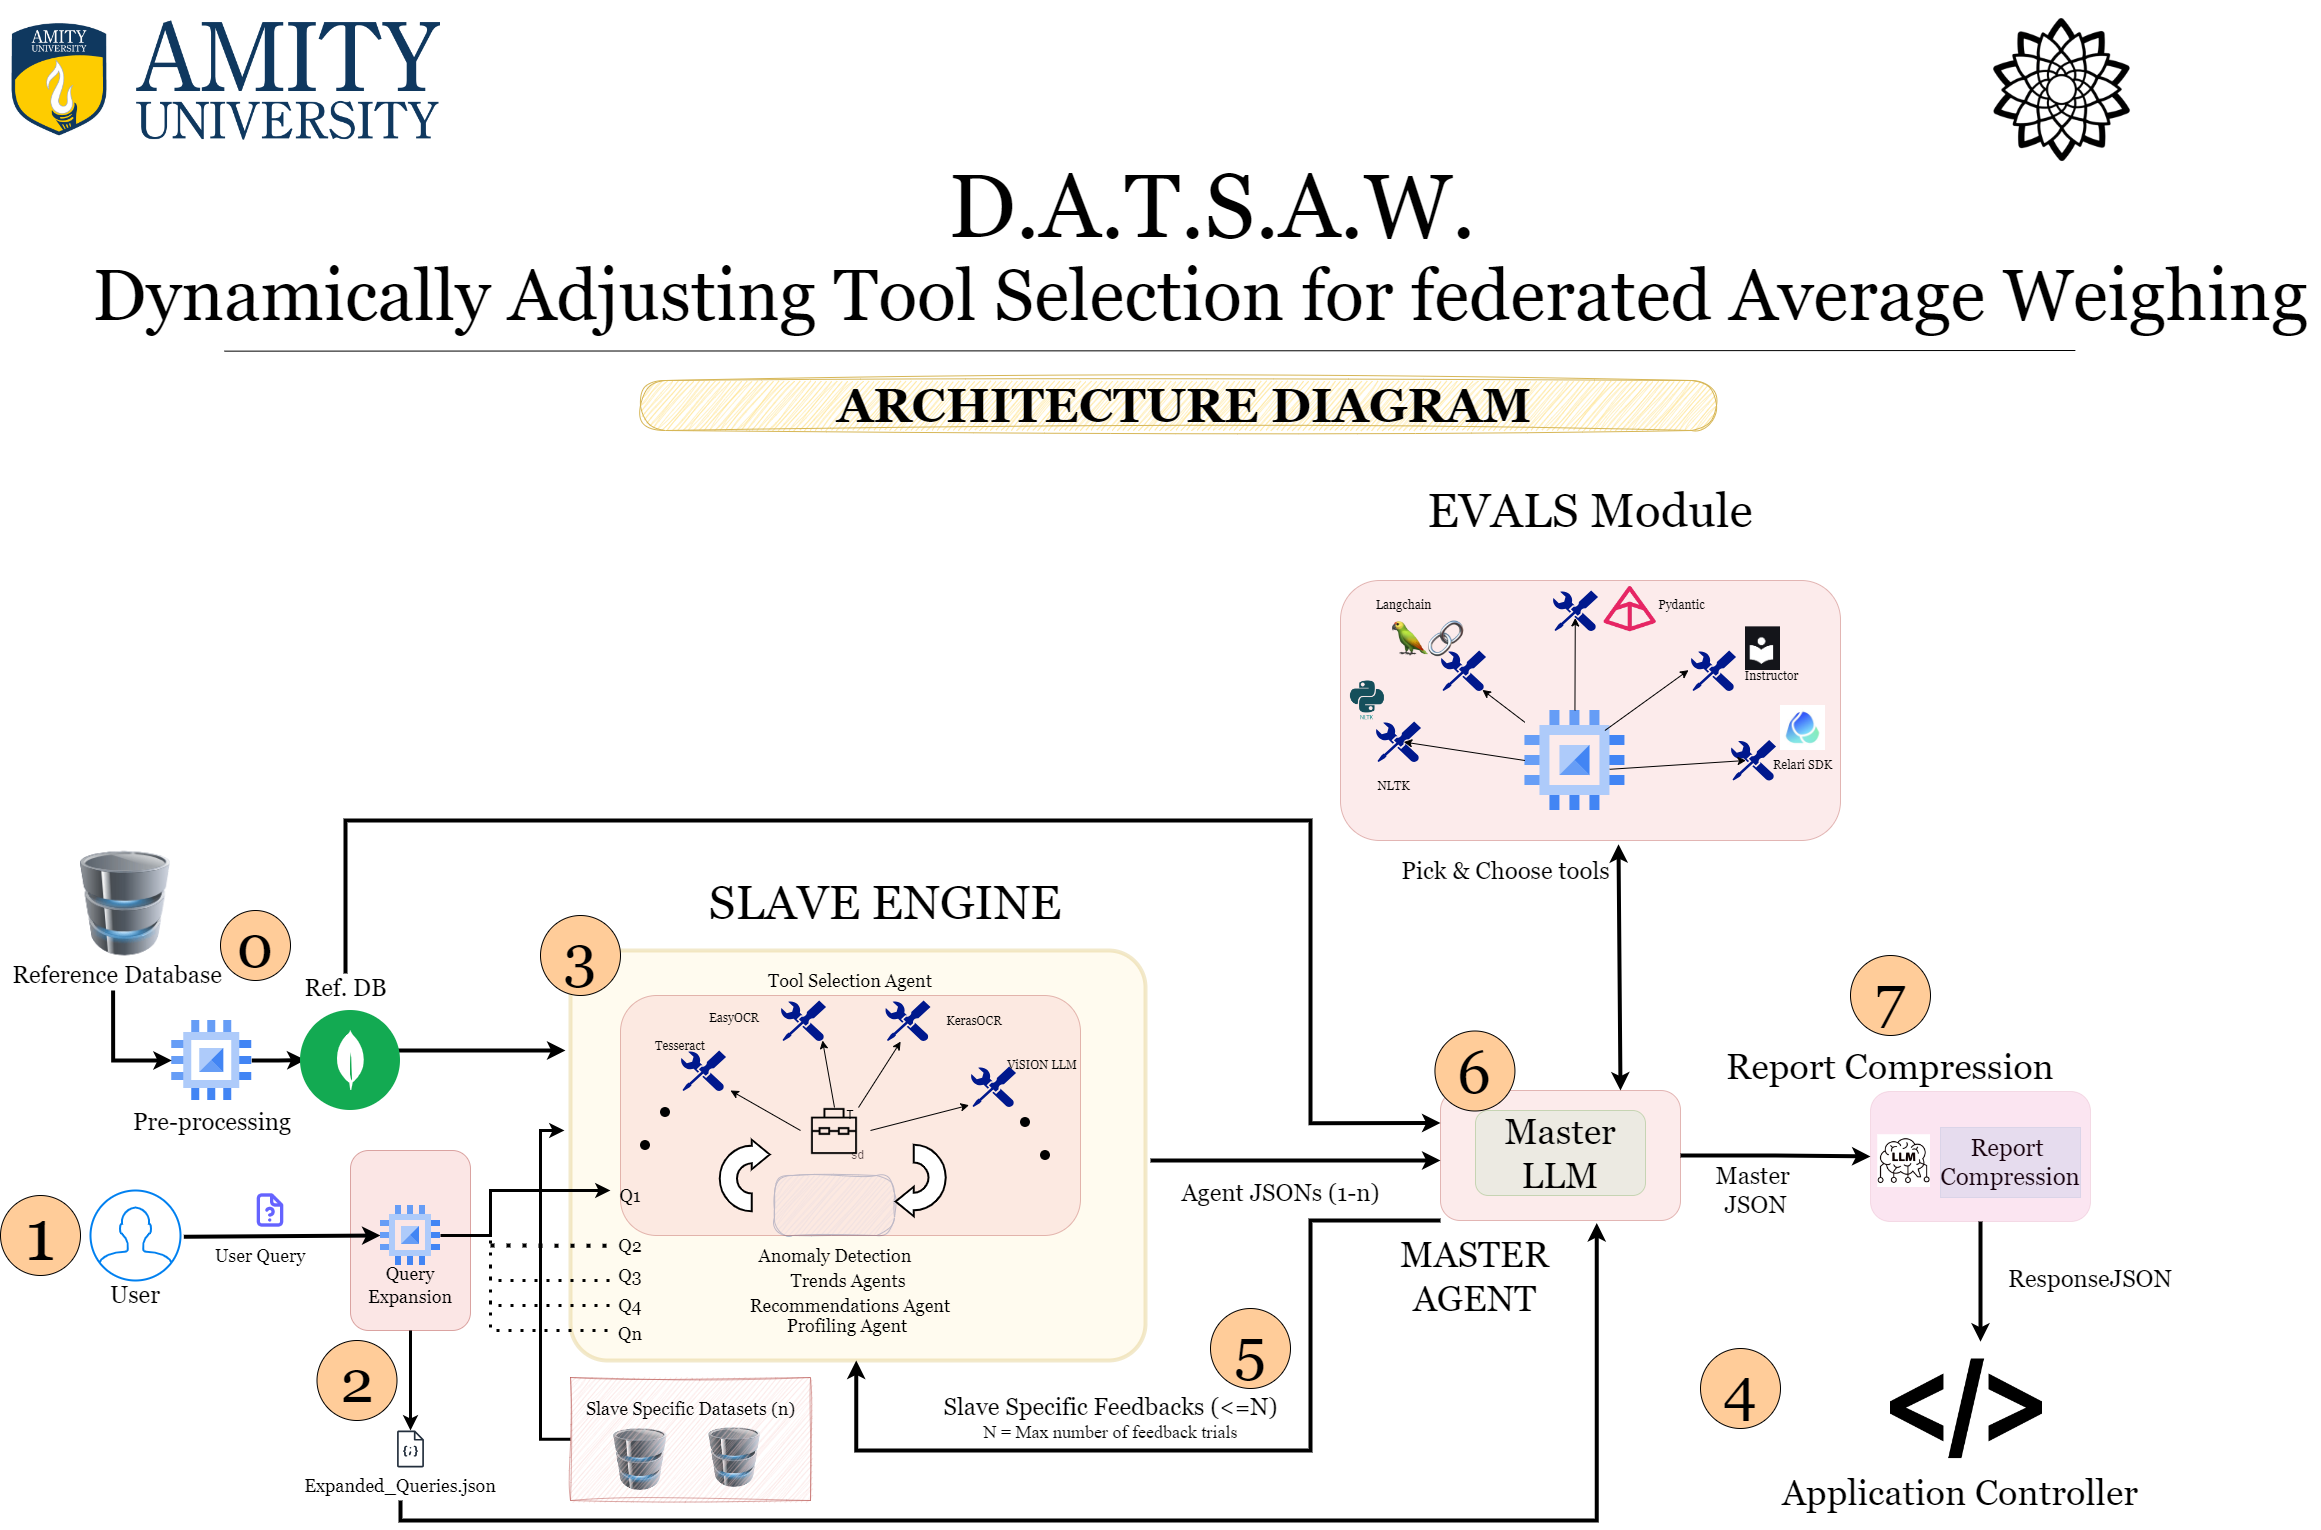 AMITY
UNIVERSITY
AMITY
UNIVERSITY
D.A.T.S.A.W.
Dynamically Adjusting Tool Selection for federated Average Weighing
ARCHITECTURE DIAGRAM
EVALS Module
Langchain
Pydantic
Instructor
NLTK
Relari SDK
NLTK
Pick & Choose tools
SLAVE ENGINE
0
Reference Database
Ref. DB
Pre-processing
3
Tool Selection Agent
EasyOCR
KerasOCR
Tesseract
ViSION LLM
T
sd
Q1
Q2
Q3
Q4
Qn
Anomaly Detection
Trends Agents
Recommendations Agent
Profiling Agent
1
User
User Query
Query
Expansion
2
{;}
Expanded_Queries.json
Slave Specific Datasets (n)
Agent JSONs (1-n)
5
Slave Specific Feedbacks (<=N)
N = Max number of feedback trials
6
Master
LLM
MASTER
AGENT
Master
JSON
7
Report Compression
LLM
Report
Compression
ResponseJSON
4
</>
Application Controller